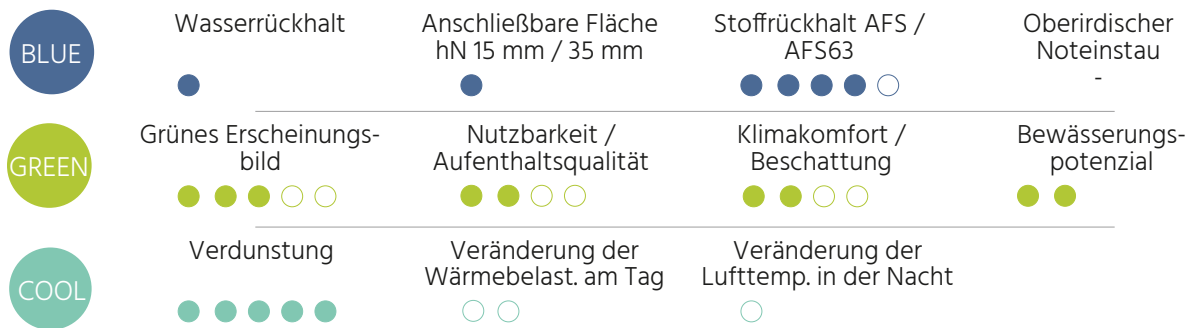 BLUE
Wasserrückhalt
Anschließbare Fläche
hN 15 mm / 35 mm
Stoffrückhalt AFS /
AFS63
Oberirdischer
Noteinstau
-
GREEN
Grünes Erscheinungs-
bild
Nutzbarkeit /
Aufenthaltsqualität
Klimakomfort /
Beschattung
Bewässerungs-
potenzial
COOL
Verdunstung
Veränderung der
Wärmebelast. am Tag
Veränderung der
Lufttemp. in der Nacht